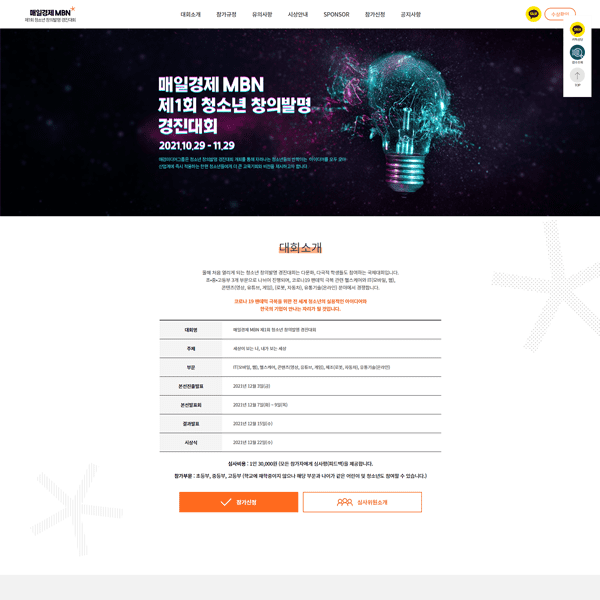 매일경제 MBN
제1회 청소년 창의발명 경진대회
대회소개 참가규정 유의사항 시상안내 SPONSOR 참가신청 공지사항
TOP
매일경제 MBN
제1회 청소년 창의발명
경진대회
2021.10.29 - 11.29
대회소개
올해 처음 열리게 되는 청소년 창의발명 경진대회는 다문화, 다국적 학생들도 참여하는 국제대회입니다.
초•중•고등부 3개 부문으로 나뉘어 진행되며, 코로나19 팬데믹 극복 관련 헬스케어와 IT(모바일, 웹),
콘텐츠(영상, 유튜브, 게임), (로봇, 자동차), 유통기술(온라인) 분야에서 경쟁합니다.
코로나 19 팬데믹 극복을 위한 전 세계 청소년의 실용적인 아이디어와
한국의 기업이 만나는 자리가 될 것입니다.
대회명 매일경제 MBN 제1회 청소년 창의발명 경진대회
주제 세상이 보는 나, 내가 보는 세상
부문 IT(모바일, 웹), 헬스케어, 콘텐츠(영상, 유튜브, 게임), 제조(로봇, 자동차), 유통기술(온라인)
본선진출발표 2021년 12월 3일(금)
본선발표회 2021년 12월 7일(화) ~ 9일(목)
결과발표 2021년 12월 15일(수)
시상식 2021년 12월 22일(수)
심사비용 : 1인 30,000원 (모든 참가자에게 심사평(피드백)을 제공합니다.
참가부문 : 초등부, 중등부, 고등부 (학교에 재학중이지 않으나 해당 부문과 나이가 같은 어린이 및 청소년도 참여할 수 있습니다.)
참가신청
심사위원소개